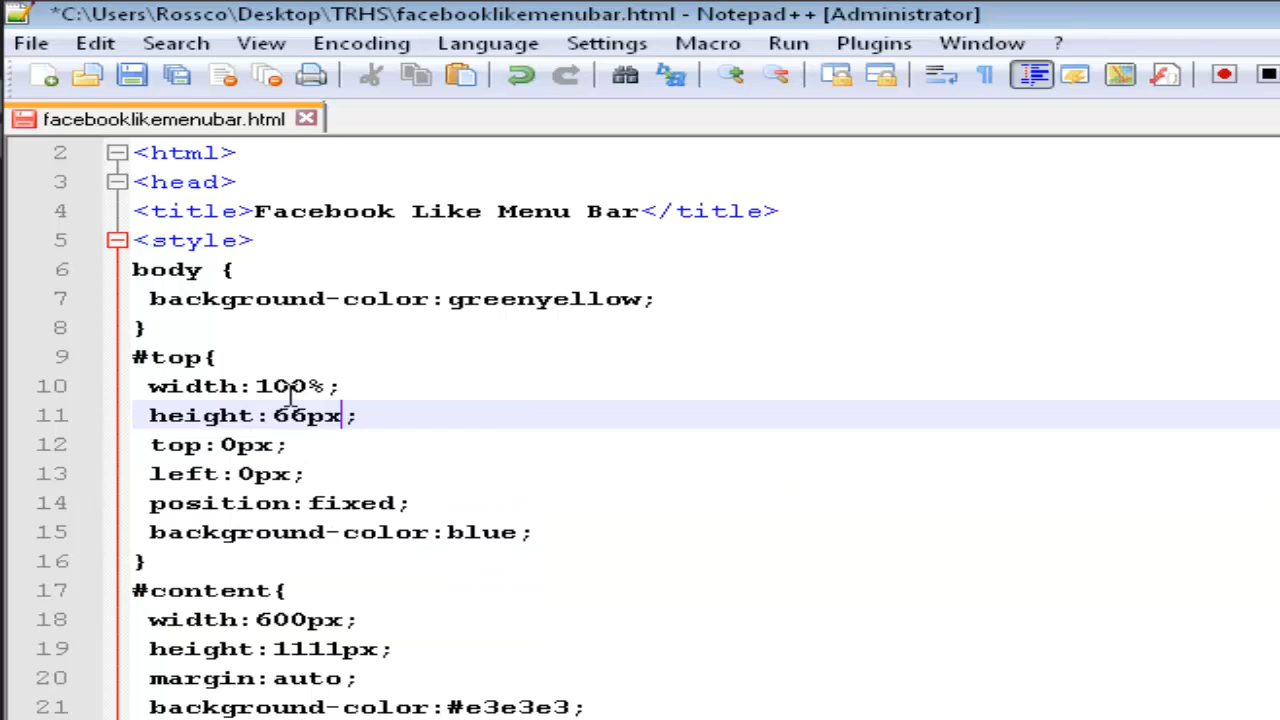 *C:\Users\Rossco\Desktop\TRHS\facebooklikemenubar.html - Notepad++ [Administrator]
File Edit Search View Encoding Language Settings Macro Run Plugins Window ?
facebooklikemenubar.html
2 <html>
3 <head>
4 <title>Facebook Like Menu Bar</title>
5 <style>
6 body {
7 background-color:greenyellow;
8 }
9 #top{
10 width:100%;
11 height:66px;
12 top:0px;
13 left:0px;
14 position:fixed;
15 background-color:blue;
16 }
17 #content{
18 width:600px;
19 height:1111px;
20 margin:auto;
21 background-color:#e3e3e3;